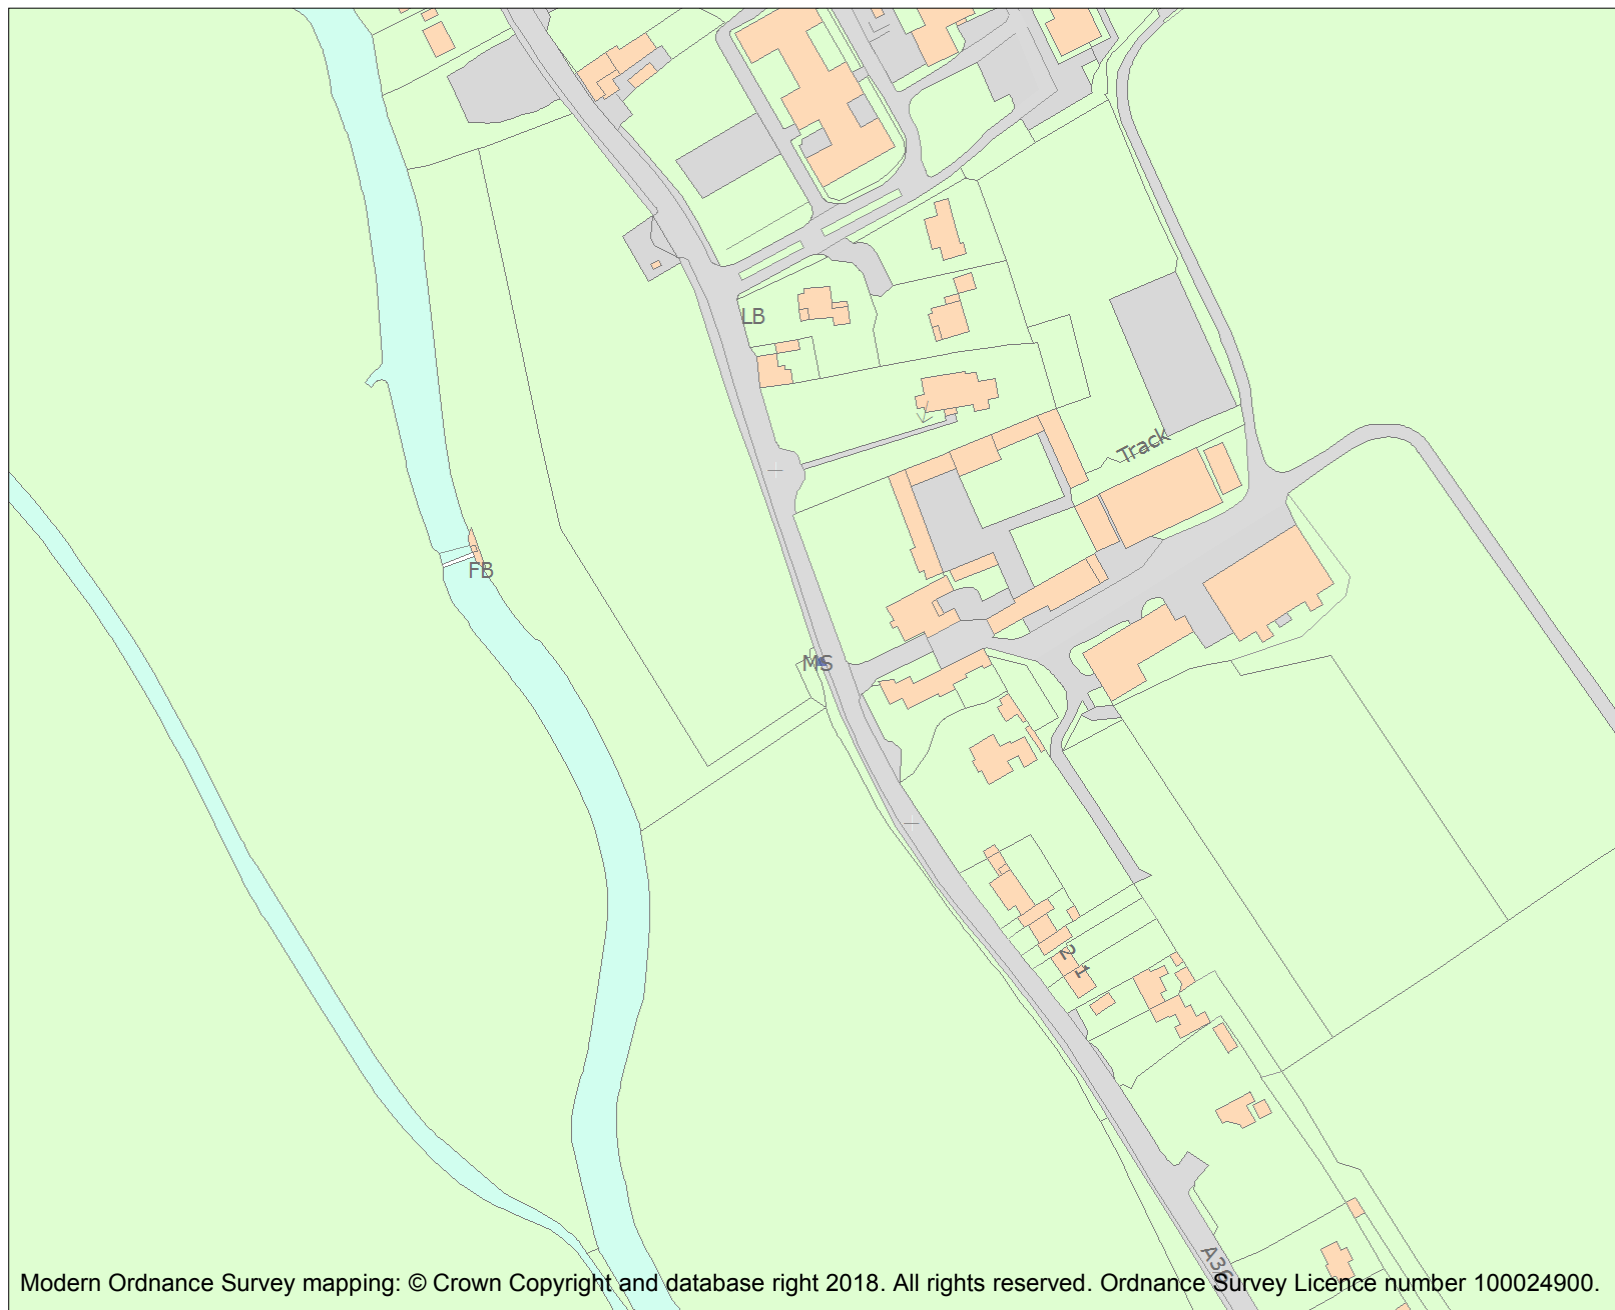 LB
Track
FB
MS
2
1
A36
Modern Ordnance Survey mapping: © Crown Copyright and database right 2018. All rights reserved. Ordnance Survey Licence number 100024900.